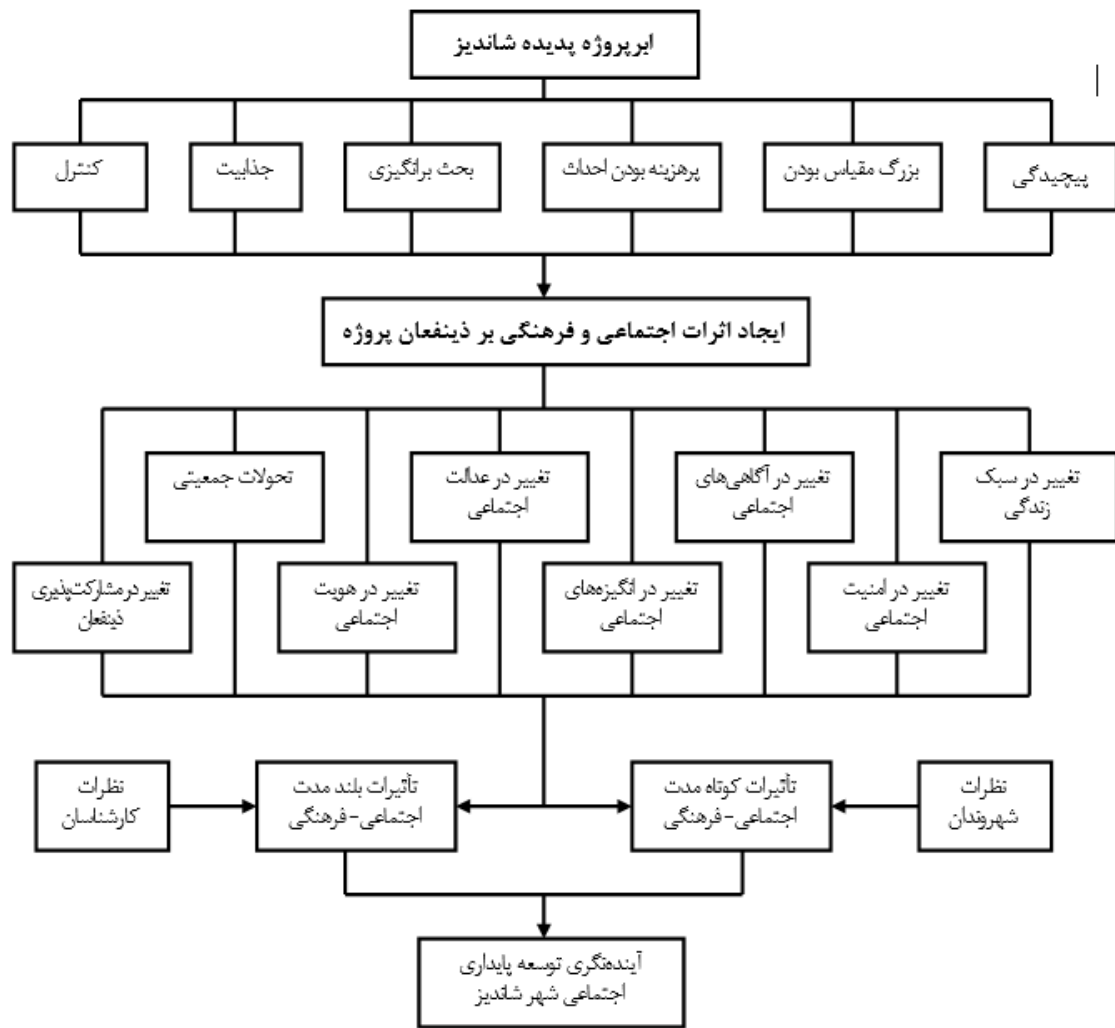 ابرپروژه پدیده شاندیز
پیچیدگی
بزرگ مقیاس بودن
پرهزینه بودن احداث
بحث برانگیزی
جذابیت
کنترل
ایجاد اثرات اجتماعی و فرهنگی بر ذینفعان پروژه
تغییر در سبک
زندگی
تغییر در آگاهی‌های
اجتماعی
تغییر در عدالت
اجتماعی
تحولات جمعیتی
تغییر در امنیت
اجتماعی
تغییر در انگیزه‌های
اجتماعی
تغییر در هویت
اجتماعی
تغییر در مشارکت‌پذیری
ذینفعان
نظرات
شهروندان
تأثیرات کوتاه مدت
اجتماعی-فرهنگی
تأثیرات بلند مدت
اجتماعی-فرهنگی
نظرات
کارشناسان
آینده‌نگری توسعه پایداری
اجتماعی شهر شاندیز